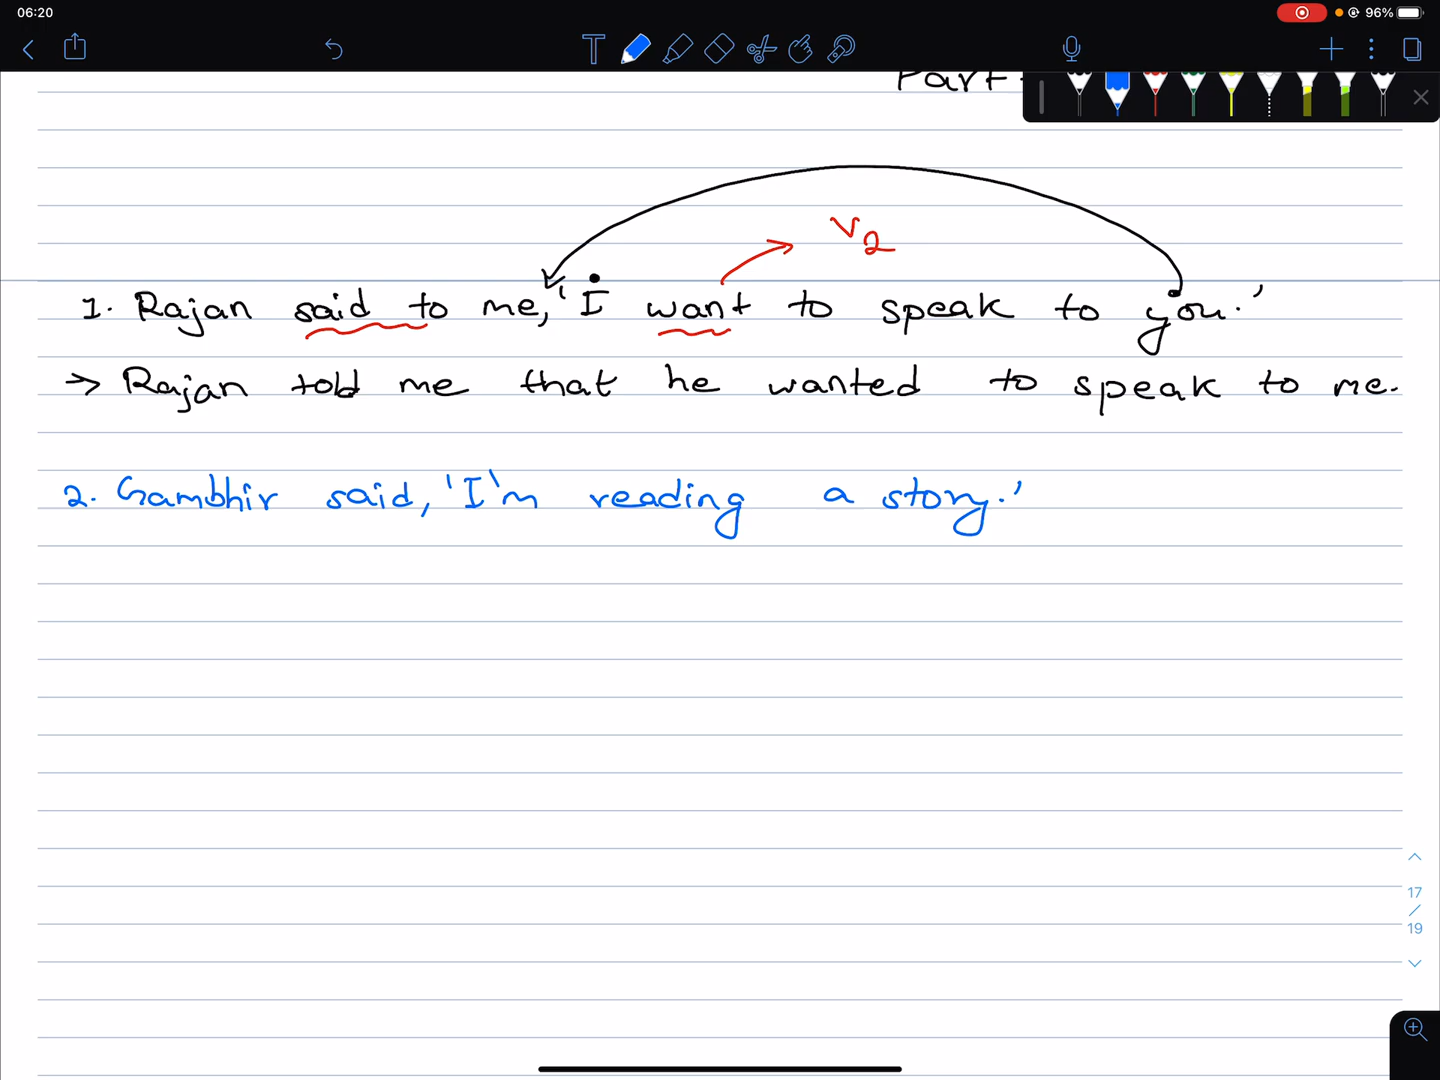 06:20
96%
Part
V2
1. Rajan said to me, 'I want to speak to you.'
→ Rajan told me that he wanted to speak to me.
2. Gambhir said, 'I'm reading a story.'
17
/
19